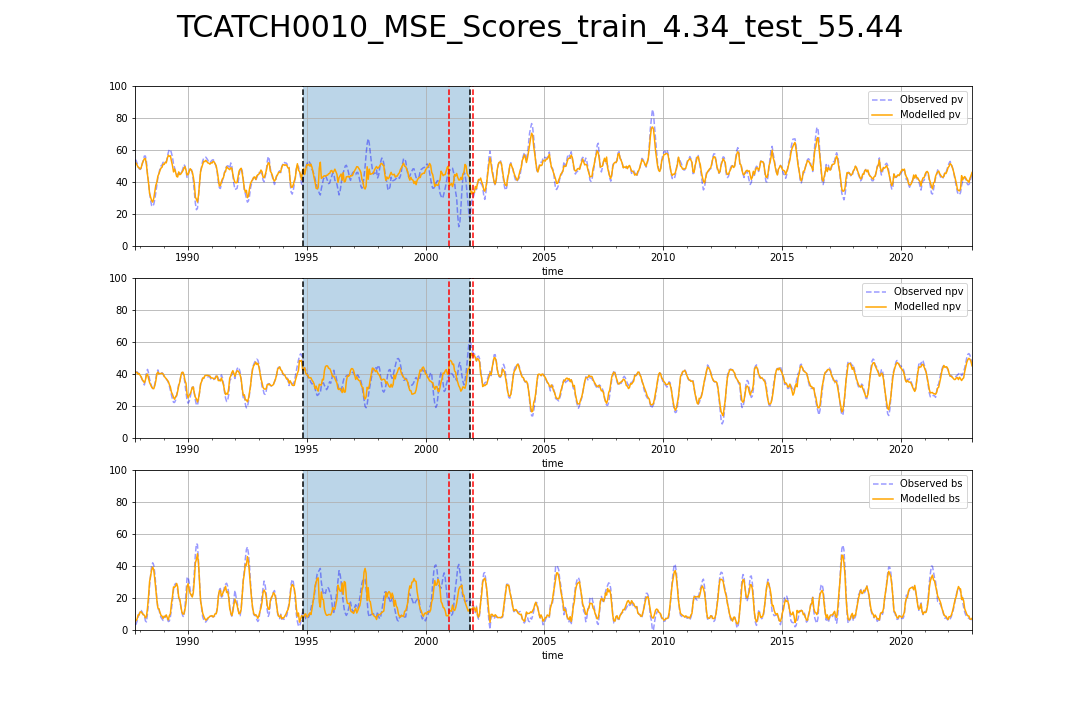 TCATCH0010_MSE_Scores_train_4.34_test_55.44
100
80
60
40
20
0
Observed pv
Modelled pv
1990 1995 2000 2005 2010 2015 2020
time
100
80
60
40
20
0
Observed npv
Modelled npv
1990 1995 2000 2005 2010 2015 2020
time
100
80
60
40
20
0
Observed bs
Modelled bs
1990 1995 2000 2005 2010 2015 2020
time